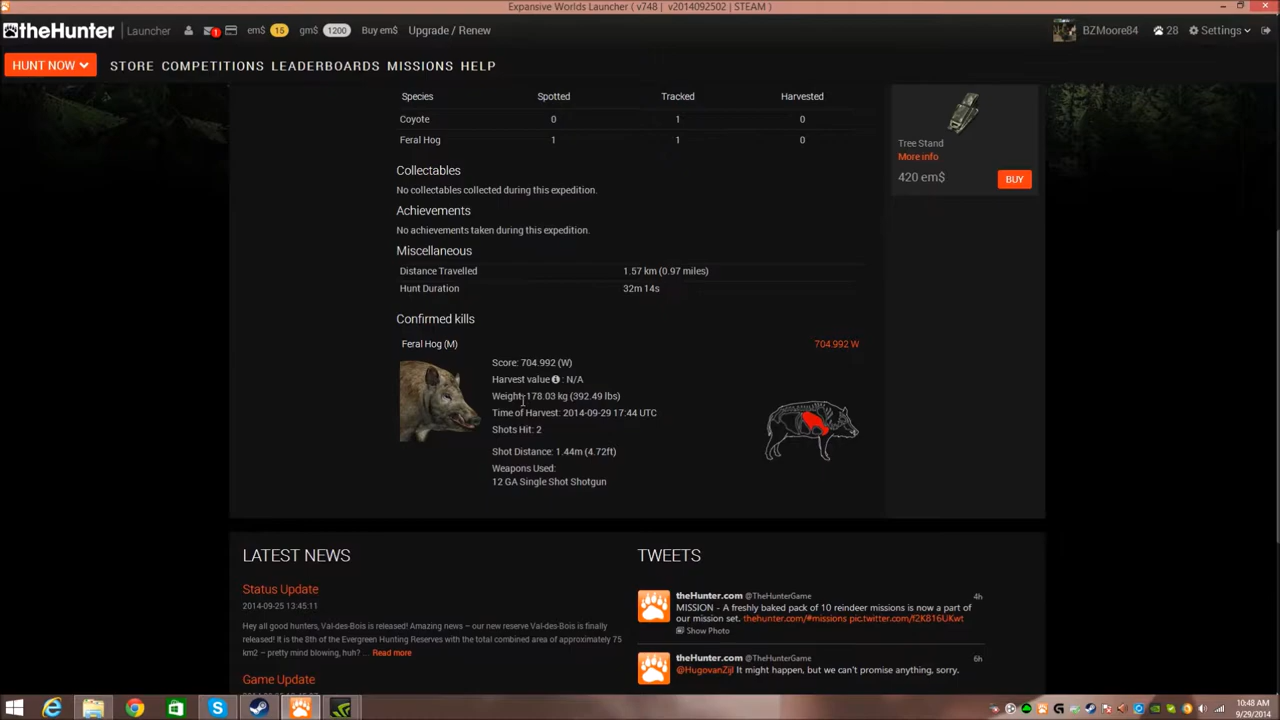 Expansive Worlds Launcher ( v748 | v2014092502 | STEAM )
theHunter Launcher 1 em$ 15 gm$ 1200 Buy em$ Upgrade / Renew BZMoore84 28 Settings
HUNT NOW STORE COMPETITIONS LEADERBOARDS MISSIONS HELP
Species Spotted Tracked Harvested
Coyote 0 1 0
Feral Hog 1 1 0
Tree Stand
More info
420 em$ BUY
Collectables
No collectables collected during this expedition.
Achievements
No achievements taken during this expedition.
Miscellaneous
Distance Travelled 1.57 km (0.97 miles)
Hunt Duration 32m 14s
Confirmed kills
Feral Hog (M) 704.992 W
Score: 704.992 (W)
Harvest value : N/A
Weight: 178.03 kg (392.49 lbs)
Time of Harvest: 2014-09-29 17:44 UTC
Shots Hit: 2
Shot Distance: 1.44m (4.72ft)
Weapons Used:
12 GA Single Shot Shotgun
LATEST NEWS
Status Update
2014-09-25 13:45:11
Hey all good hunters, Val-des-Bois is released! Amazing news – our new reserve Val-des-Bois is finally
released! It is the 8th of the Evergreen Hunting Reserves with the total combined area of approximately 75
km2 – pretty mind blowing, huh? Read more
Game Update
TWEETS
theHunter.com @TheHunterGame 4h
MISSION - A freshly baked pack of 10 reindeer missions is now a part of
our mission set. thehunter.com/#missions pic.twitter.com/f2K816UKwt
Show Photo
theHunter.com @TheHunterGame 6h
@HugovanZijl It might happen, but we can't promise anything, sorry.
10:48 AM
9/29/2014